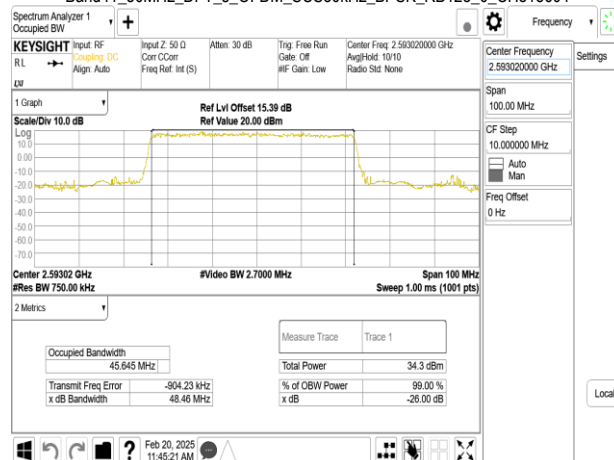 Spectrum Analyzer 1
Occupied BW
KEYSIGHT
RL
Align: Auto
Input: RF
Coupling: DC
Input Z: 50 Ω
Corr CCorr
Freq Ref: Int (S)
Atten: 30 dB
Trig: Free Run
Gate: Off
#IF Gain: Low
Center Freq: 2.593020000 GHz
Avg|Hold: 10/10
Radio Std: None
Frequency
Settings
Center Frequency
2.593020000 GHz
Span
100.00 MHz
CF Step
10.000000 MHz
Auto
Man
Freq Offset
0 Hz
Local
1 Graph
Scale/Div 10.0 dB
Ref Lvl Offset 15.39 dB
Ref Value 20.00 dBm
Log
10.0
0.00
-10.0
-20.0
-30.0
-40.0
-50.0
-60.0
-70.0
Center 2.59302 GHz
#Video BW 2.7000 MHz
Span 100 MHz
#Res BW 750.00 kHz
Sweep 1.00 ms (1001 pts)
2 Metrics
Measure Trace
Trace 1
Occupied Bandwidth
45.645 MHz
Total Power
34.3 dBm
Transmit Freq Error
-904.23 kHz
% of OBW Power
99.00 %
x dB Bandwidth
48.46 MHz
x dB
-26.00 dB
?
Feb 20, 2025
11:45:21 AM